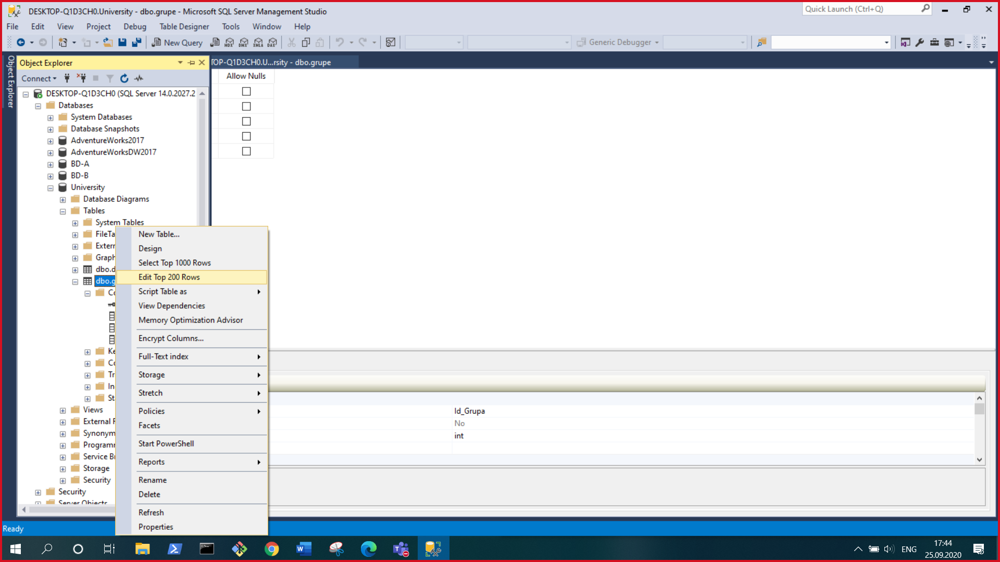 DESKTOP-Q1D3CH0.University - dbo.grupe - Microsoft SQL Server Management Studio
Quick Launch (Ctrl+Q)
File Edit View Project Debug Table Designer Tools Window Help
New Query MDX DMX XMLA DAX Generic Debugger
Object Explorer
Object Explorer
TOP-Q1D3CH0.U...rsity - dbo.grupe
Connect
Allow Nulls
DESKTOP-Q1D3CH0 (SQL Server 14.0.2027.2
Databases
System Databases
Database Snapshots
AdventureWorks2017
AdventureWorksDW2017
BD-A
BD-B
University
Database Diagrams
Tables
System Tables
FileTa
Extern
Graph
dbo.d
dbo.g
Co
Ke
Co
Tr
In
St
Views
External R
Synonym
Programm
Service Br
Storage
Security
Security
Server Objects
New Table...
Design
Select Top 1000 Rows
Edit Top 200 Rows
Script Table as
View Dependencies
Memory Optimization Advisor
Encrypt Columns...
Full-Text index
Storage
Stretch
Policies
Facets
Start PowerShell
Reports
Rename
Delete
Refresh
Properties
Id_Grupa
No
int
Ready
ENG
17:44
25.09.2020